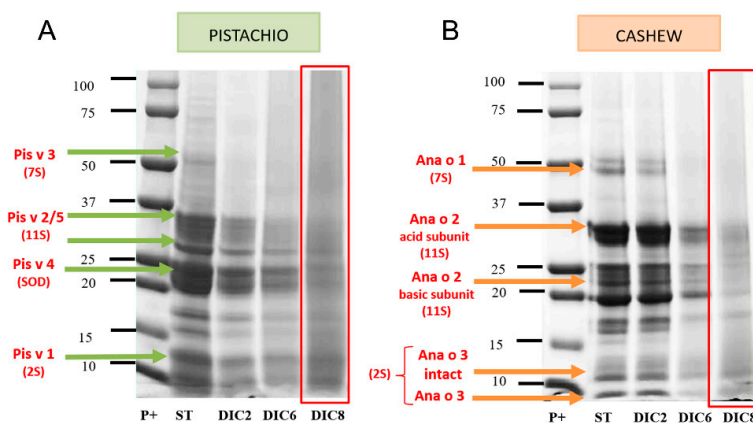 A
PISTACHIO
100
75
Pis v 3
(7S)
50
37
Pis v 2/5
(11S)
25
Pis v 4
(SOD)
20
15
Pis v 1
(2S)
10
P+ ST DIC2 DIC6 DIC8
B
CASHEW
100
75
Ana o 1
(7S)
50
37
Ana o 2
acid subunit
(11S)
25
Ana o 2
basic subunit
(11S)
20
15
Ana o 3
(2S) intact
10
Ana o 3
P+ ST DIC2 DIC6 DIC8